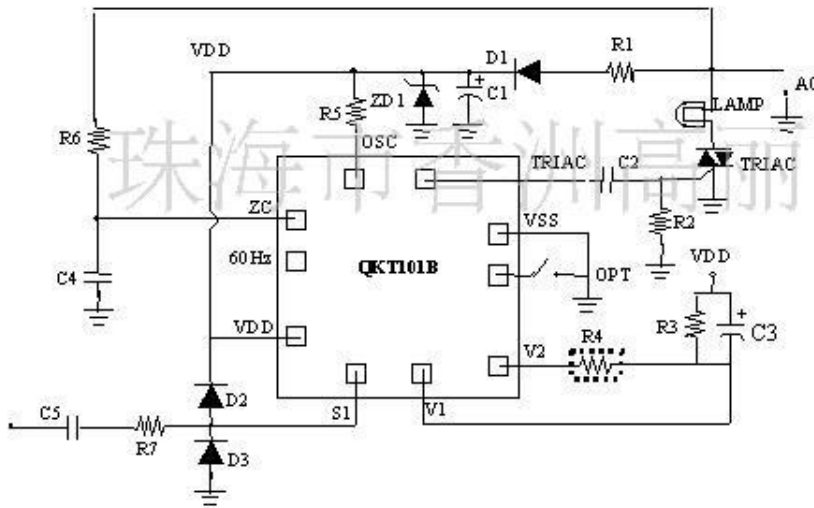 VDD
D1
R1
AC
ZD1
C1
LAMP
R5
R6
珠海市香洲高丽
OSC
TRIAC
C2
TRIAC
ZC
R2
VSS
60Hz
QKT101B
VDD
C4
OPT
VDD
R3
C3
R4
V2
D2
C5
S1
V1
R7
D3